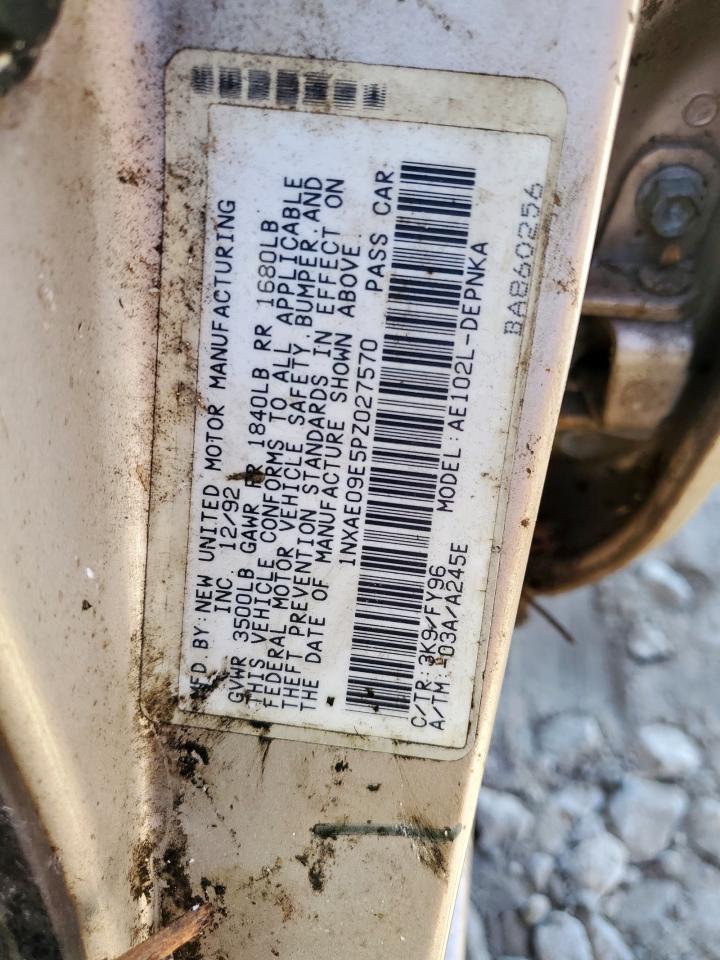 MFD BY: NEW UNITED MOTOR MANUFACTURING
INC 12/92
GVWR 3500LB GAWR FR 1840LB RR 1680LB
THIS VEHICLE CONFORMS TO ALL APPLICABLE
FEDERAL MOTOR VEHICLE SAFETY, BUMPER, AND
THEFT PREVENTION STANDARDS IN EFFECT ON
THE DATE OF MANUFACTURE SHOWN ABOVE.
1NXAE09E5PZ027570 PASS CAR
C/TR: 3K9/FY96 MODEL: AE102L-DEPNKA
A/TM: -03A/A245E
BA860256